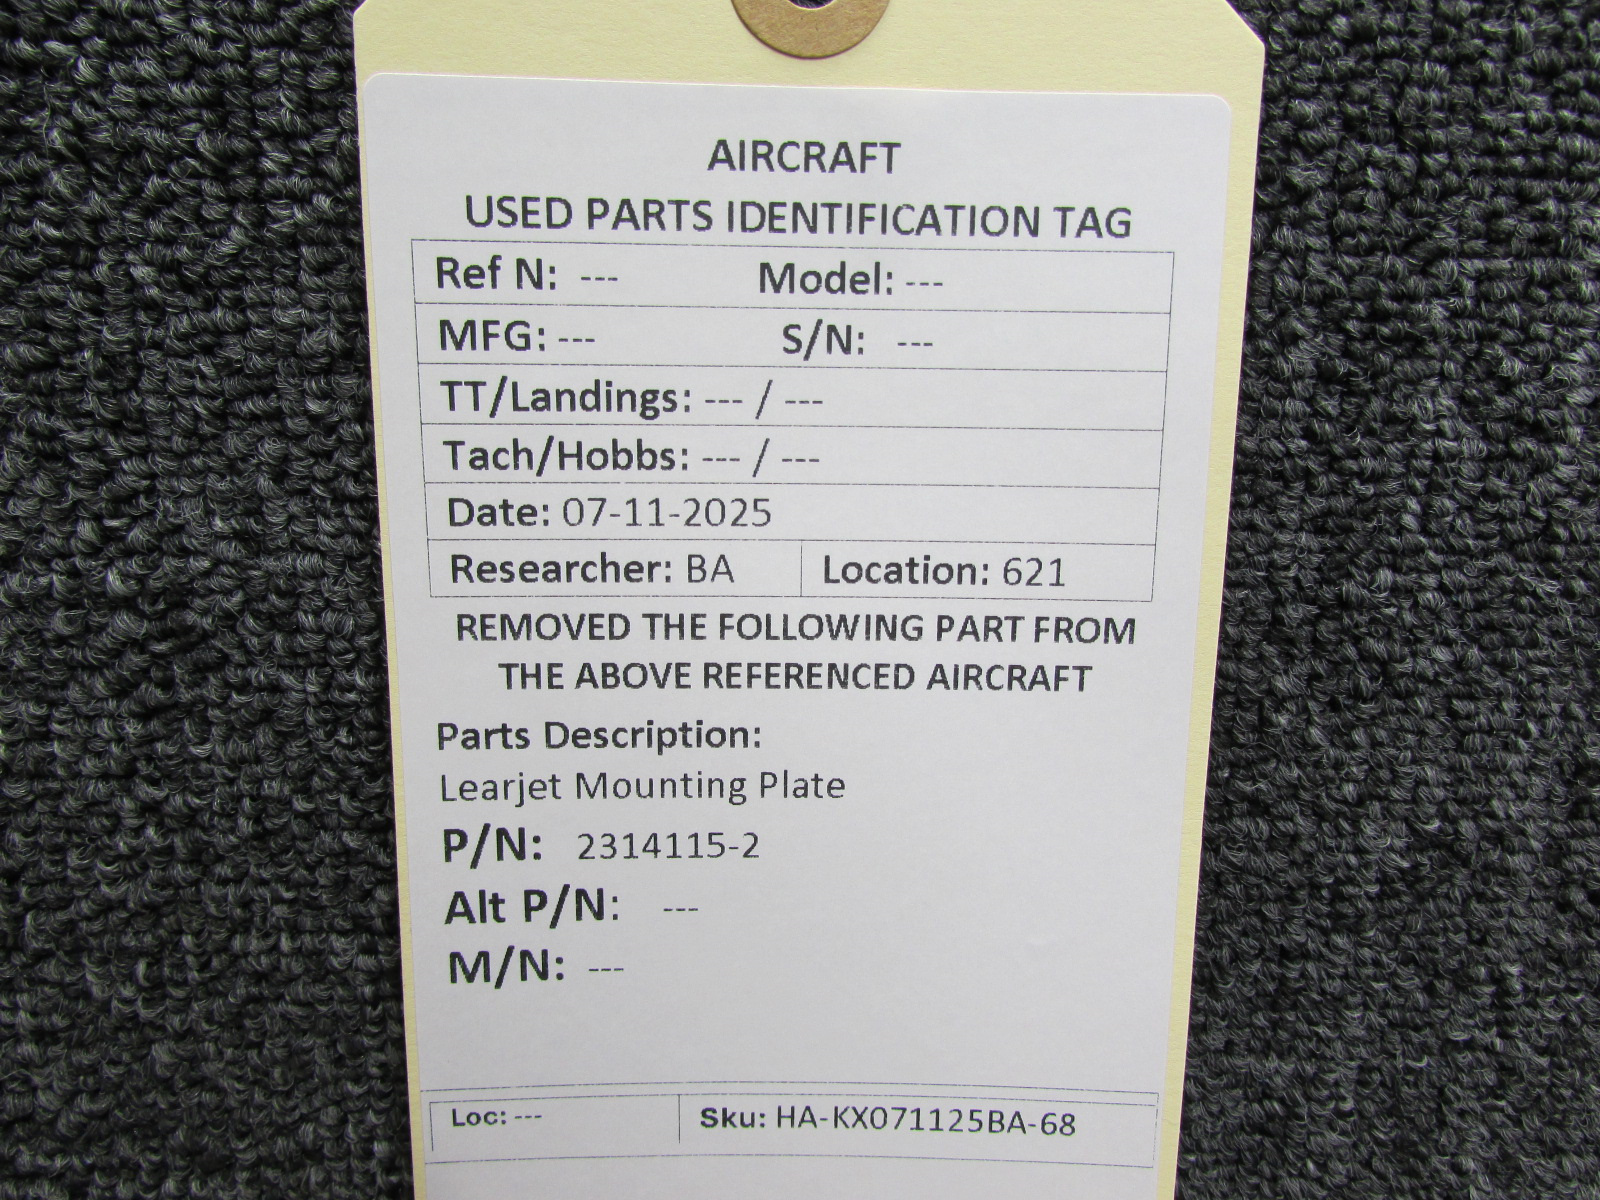 AIRCRAFT
USED PARTS IDENTIFICATION TAG
Ref N: --- Model: ---
MFG: --- S/N: ---
TT/Landings: --- / ---
Tach/Hobbs: --- / ---
Date: 07-11-2025
Researcher: BA Location: 621
REMOVED THE FOLLOWING PART FROM
THE ABOVE REFERENCED AIRCRAFT
Parts Description:
Learjet Mounting Plate
P/N: 2314115-2
Alt P/N: ---
M/N: ---
Loc: --- Sku: HA-KX071125BA-68